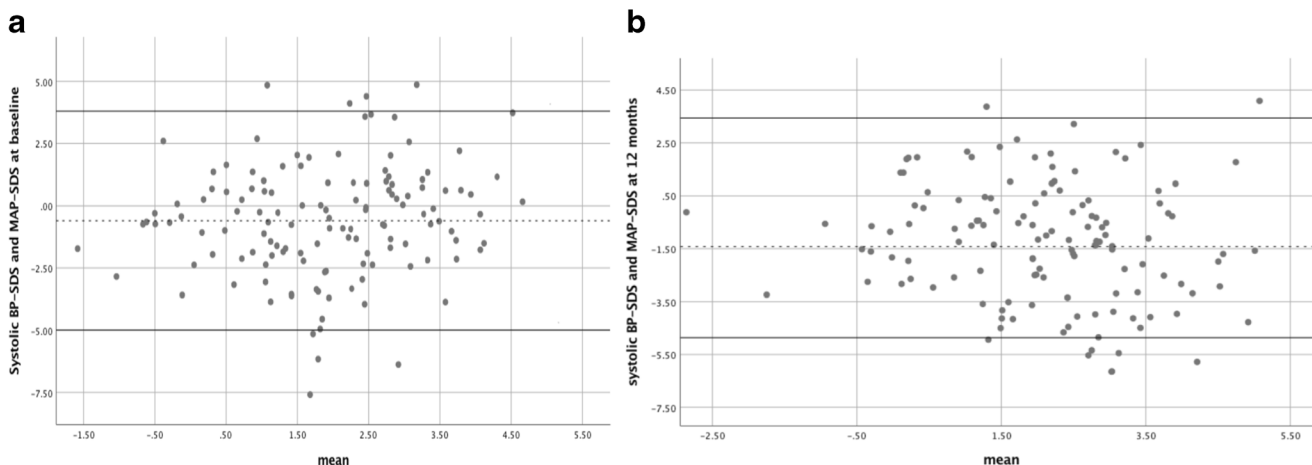 a
Systolic BP-SDS and MAP-SDS at baseline
5.00
2.50
.00
-2.50
-5.00
-7.50
-1.50 -.50 .50 1.50 2.50 3.50 4.50
mean
b
systolic BP-SDS and MAP-SDS at 12 months
4.50
2.50
.50
-1.50
-3.50
-5.50
-7.50
-2.50 -.50 1.50 3.50 5.50
mean